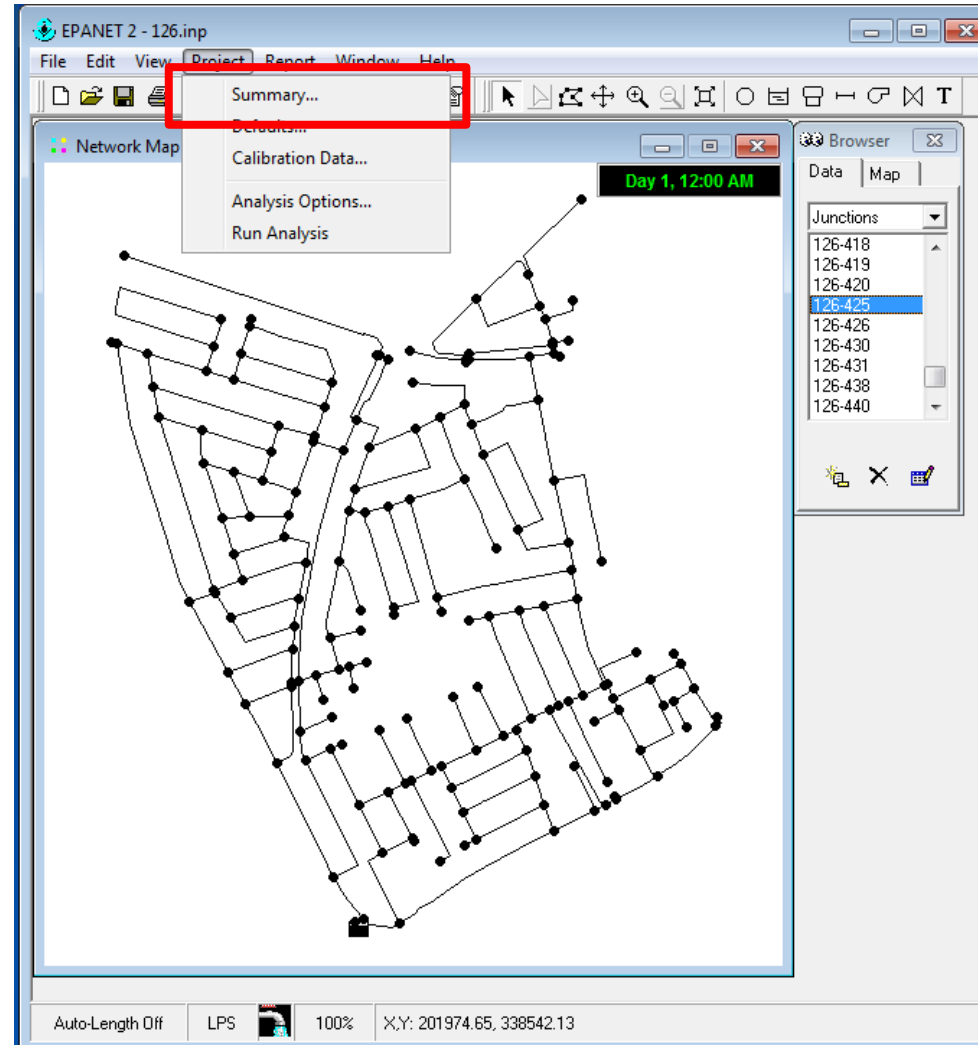 EPANET 2 - 126.inp
File Edit View Project Report Window Help
T
Summary...
Defaults...
Calibration Data...
Analysis Options...
Run Analysis
Network Map
Day 1, 12:00 AM
Browser
Data Map
Junctions
126-418
126-419
126-420
126-425
126-426
126-430
126-431
126-438
126-440
Auto-Length Off LPS 100% X,Y: 201974.65, 338542.13